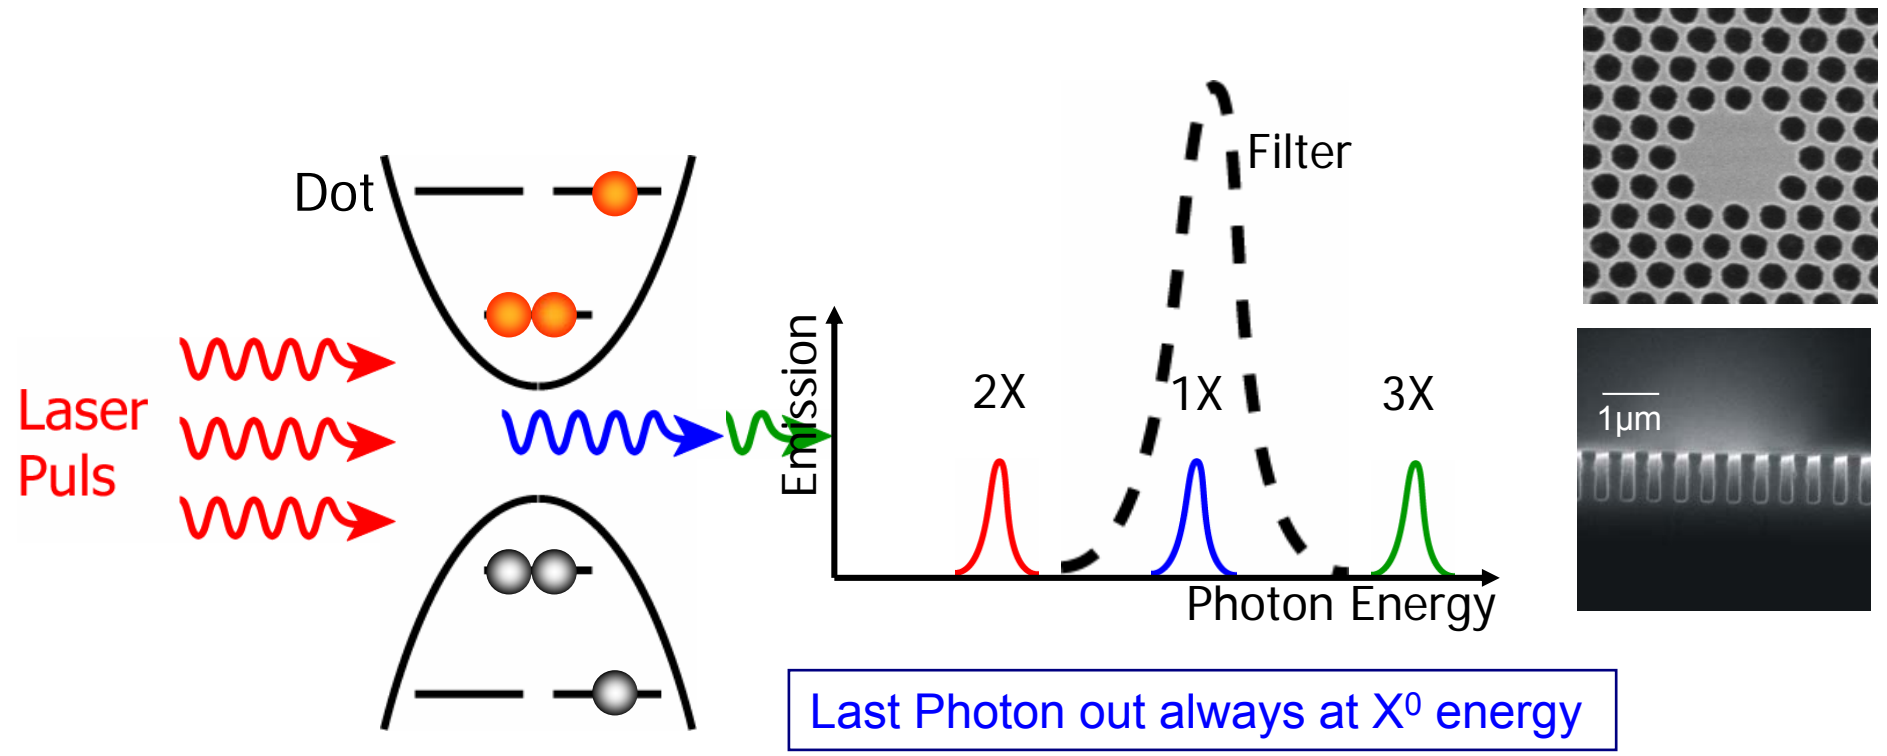 Dot
Laser
Puls
Emission
2X
1X
3X
Filter
Photon Energy
1μm
Last Photon out always at X⁰ energy